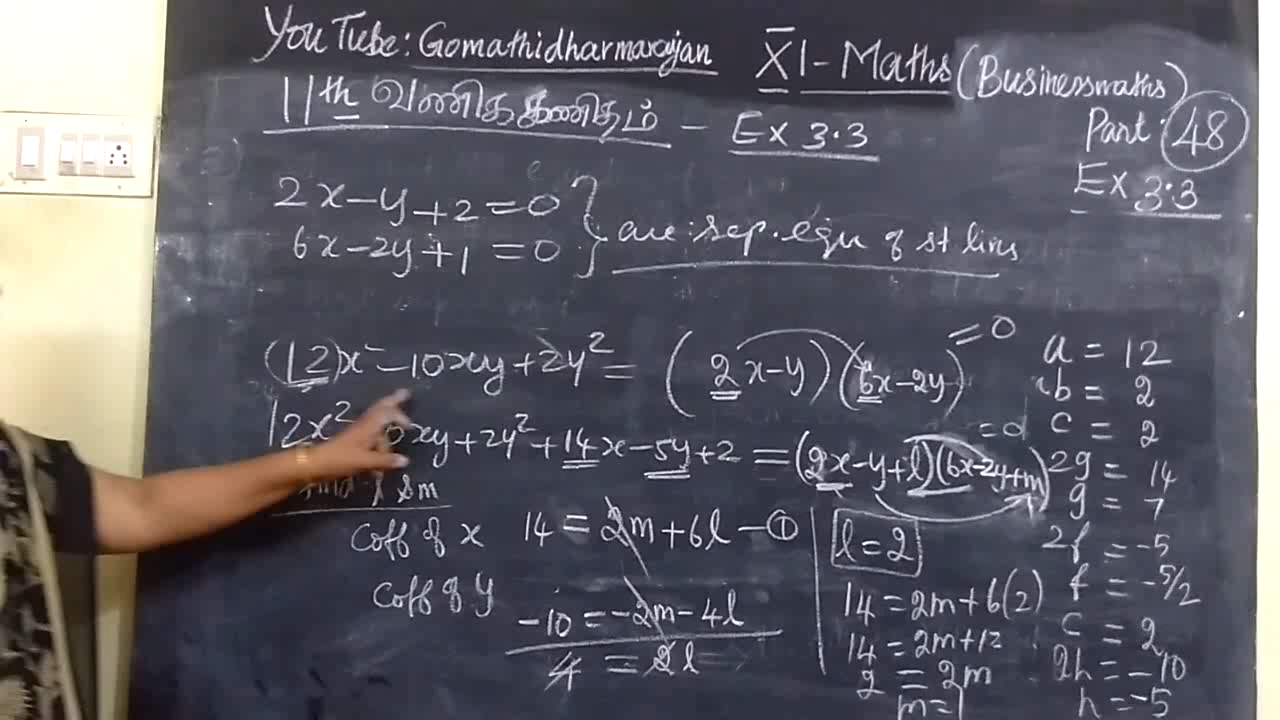 YouTube: Gomathidharmarajan
XI - Maths (Businessmaths)
11th வணிககணிதம் - Ex 3.3
Part: 48
Ex 3.3
2x - y + 2 = 0
6x - 2y + 1 = 0
are sep. equ of st lines
(12)x² - 10xy + 2y² = (2x - y)(6x - 2y) = 0
12x² xy + 2y² + 14x - 5y + 2 = (2x - y + l)(6x - 2y + m) = 0
l & m
coff of x 14 = 2m + 6l - ①
coff of y -10 = -2m - 4l
4 = 2l
l = 2
14 = 2m + 6(2)
14 = 2m + 12
2 = 2m
m = 1
a = 12
b = 2
c = 2
2g = 14
g = 7
2f = -5
f = -5/2
c = 2
2h = -10
h = -5